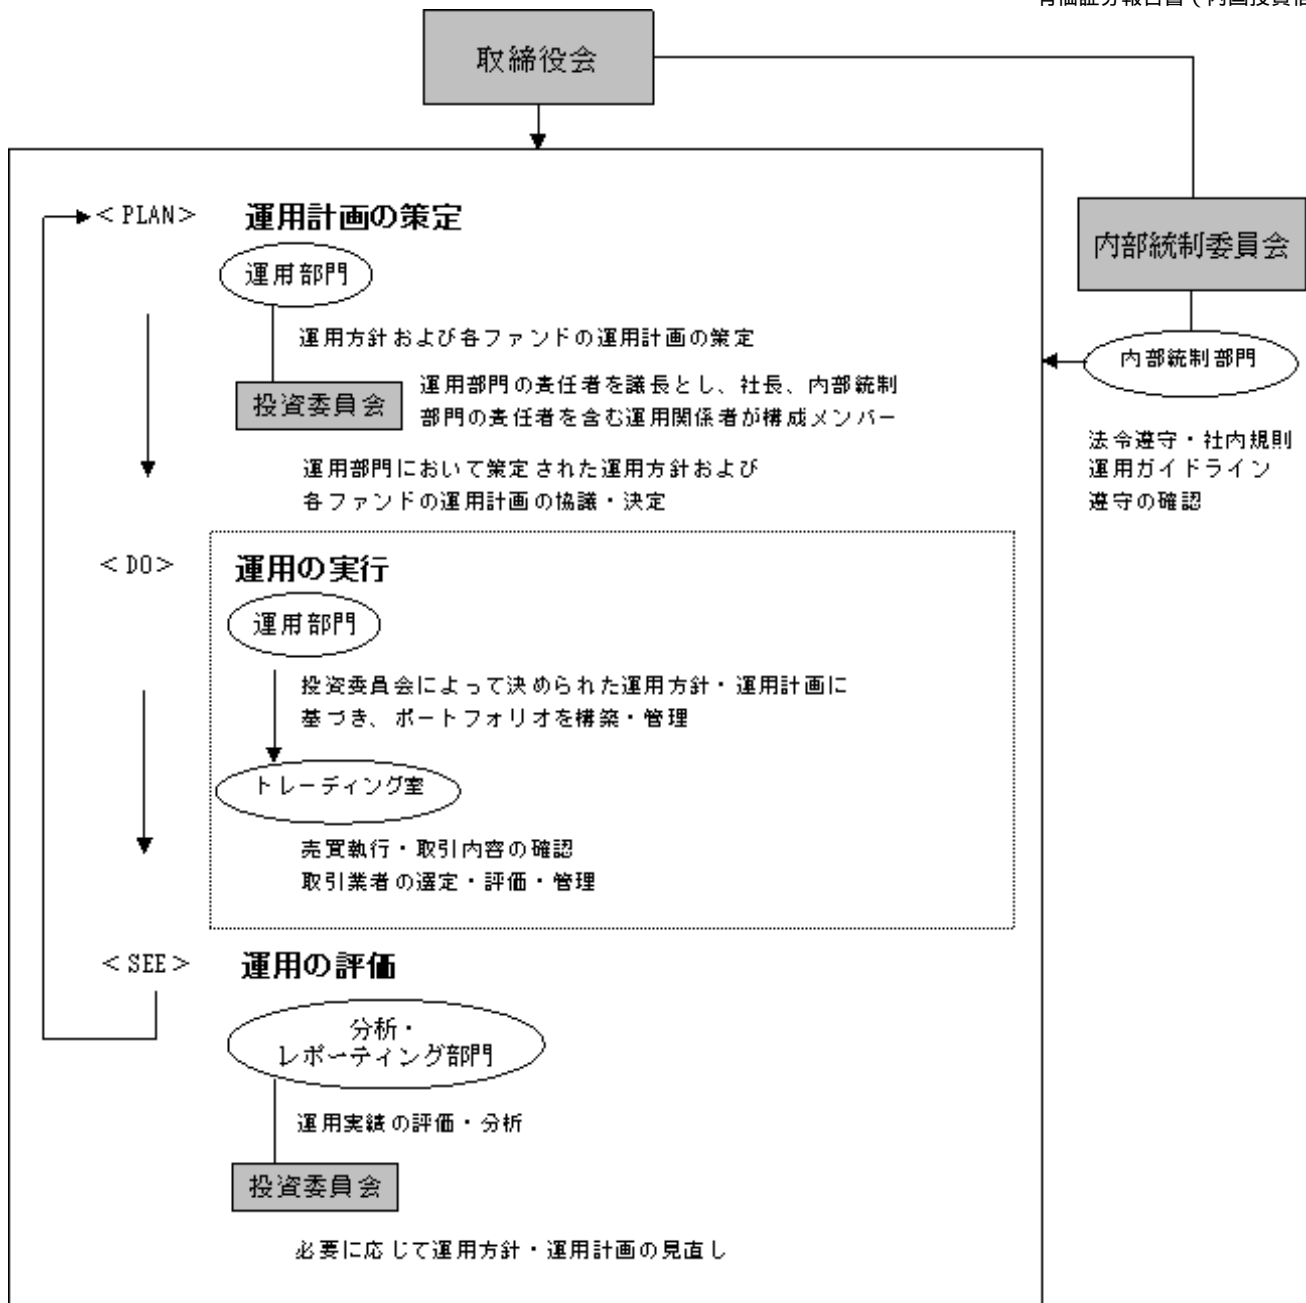 取締役会
<PLAN> 運用計画の策定
運用部門
運用方針および各ファンドの運用計画の策定
投資委員会
運用部門の責任者を議長とし、社長、内部統制
部門の責任者を含む運用関係者が構成メンバー
運用部門において策定された運用方針および
各ファンドの運用計画の協議・決定
内部統制委員会
内部統制部門
法令遵守・社内規則
運用ガイドライン
遵守の確認
<DO> 運用の実行
運用部門
投資委員会によって決められた運用方針・運用計画に
基づき、ポートフォリオを構築・管理
トレーディング室
売買執行・取引内容の確認
取引業者の選定・評価・管理
<SEE> 運用の評価
分析・
レポーティング部門
運用実績の評価・分析
投資委員会
必要に応じて運用方針・運用計画の見直し